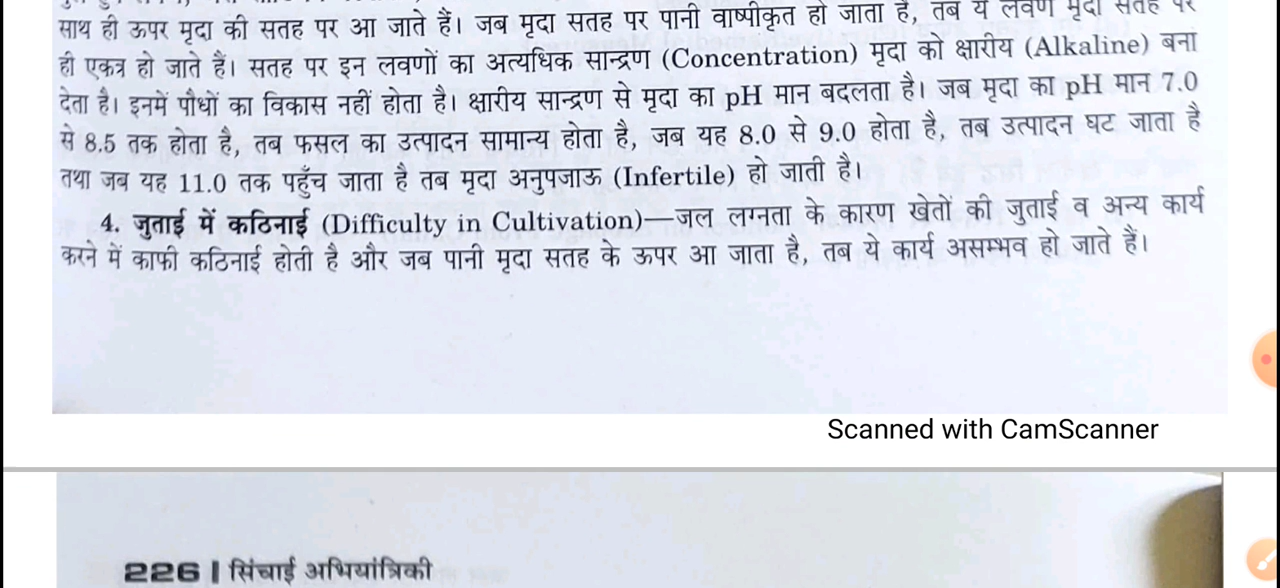 साथ ही ऊपर मृदा की सतह पर आ जाते हैं। जब मृदा सतह पर पानी वाष्पीकृत हो जाता है, तब ये लवण मृदा सतह पर
ही एकत्र हो जाते हैं। सतह पर इन लवणों का अत्यधिक सान्द्रण (Concentration) मृदा को क्षारीय (Alkaline) बना
देता है। इनमें पौधों का विकास नहीं होता है। क्षारीय सान्द्रण से मृदा का pH मान बदलता है। जब मृदा का pH मान 7.0
से 8.5 तक होता है, तब फसल का उत्पादन सामान्य होता है, जब यह 8.0 से 9.0 होता है, तब उत्पादन घट जाता है
तथा जब यह 11.0 तक पहुँच जाता है तब मृदा अनुपजाऊ (Infertile) हो जाती है।
4. जुताई में कठिनाई (Difficulty in Cultivation)—जल लग्नता के कारण खेतों की जुताई व अन्य कार्य
करने में काफी कठिनाई होती है और जब पानी मृदा सतह के ऊपर आ जाता है, तब ये कार्य असम्भव हो जाते हैं।
Scanned with CamScanner
226 | सिंचाई अभियांत्रिकी